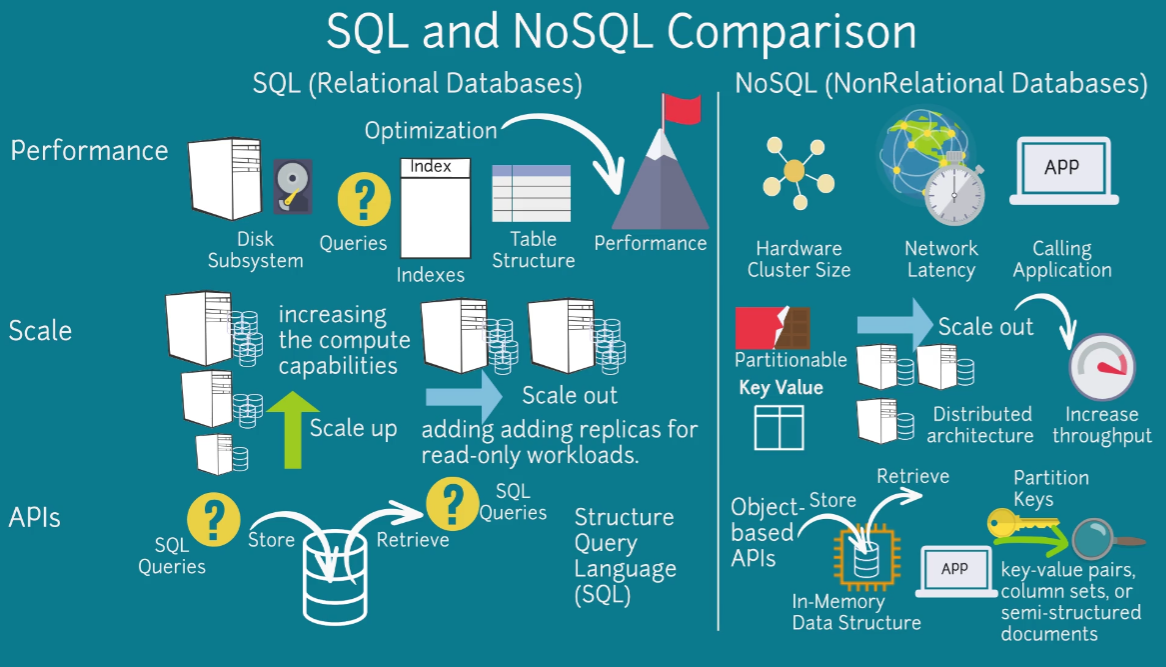 SQL and NoSQL Comparison
SQL (Relational Databases)
NoSQL (NonRelational Databases)
Performance
Optimization
Index
Disk
Subsystem
Queries
Indexes
Table
Structure
Performance
APP
Hardware
Cluster Size
Network
Latency
Calling
Application
Scale
increasing
the compute
capabilities
Scale up
Scale out
adding adding replicas for
read-only workloads.
Partitionable
Key Value
Scale out
Distributed
architecture
Increase
throughput
APIs
SQL
Queries
Store
Retrieve
SQL
Queries
Structure
Query
Language
(SQL)
Object-
based
APIs
Store
Retrieve
In-Memory
Data Structure
APP
Partition
Keys
key-value pairs,
column sets, or
semi-structured
documents